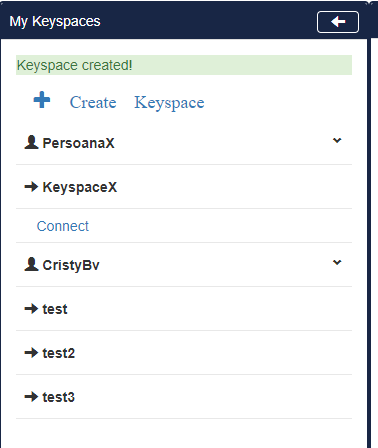 My Keyspaces
Keyspace created!
Create Keyspace
PersoanaX
KeyspaceX
Connect
CristyBv
test
test2
test3